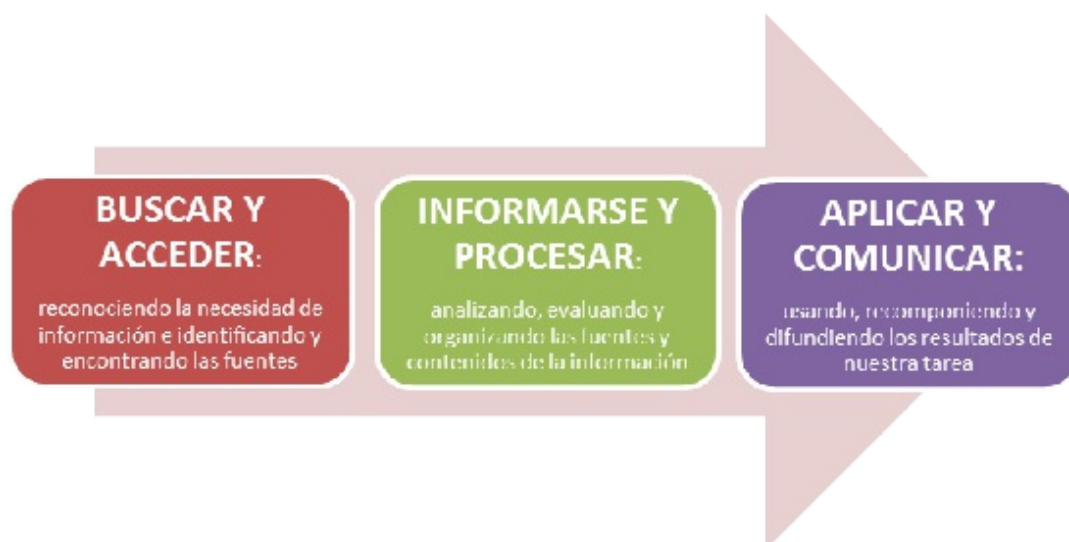 BUSCAR Y
ACCEDER:
reconociendo la necesidad de
información e identificando y
encontrando las fuentes
INFORMARSE Y
PROCESAR:
analizando, evaluando y
organizando las fuentes y
contenidos de la información
APLICAR Y
COMUNICAR:
usando, recomponiendo y
difundiendo los resultados de
nuestra tarea